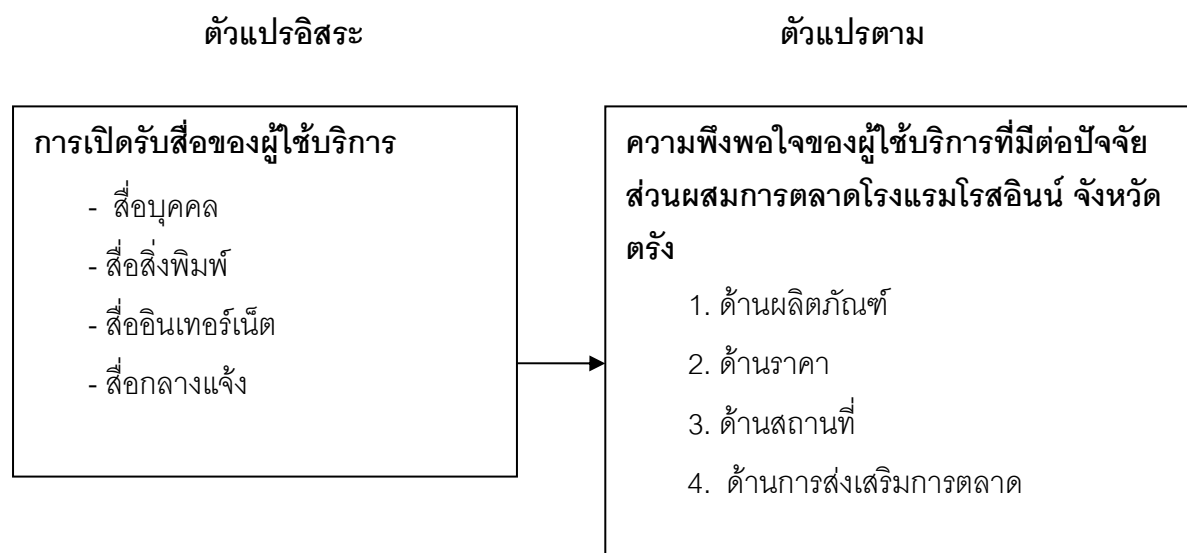 ตัวแปรอิสระ
ตัวแปรตาม
การเปิดรับสื่อของผู้ใช้บริการ
- สื่อบุคคล
- สื่อสิ่งพิมพ์
- สื่ออินเทอร์เน็ต
- สื่อกลางแจ้ง
ความพึงพอใจของผู้ใช้บริการที่มีต่อปัจจัย
ส่วนผสมการตลาดโรงแรมโรสอินน์ จังหวัด
ตรัง
1. ด้านผลิตภัณฑ์
2. ด้านราคา
3. ด้านสถานที่
4. ด้านการส่งเสริมการตลาด